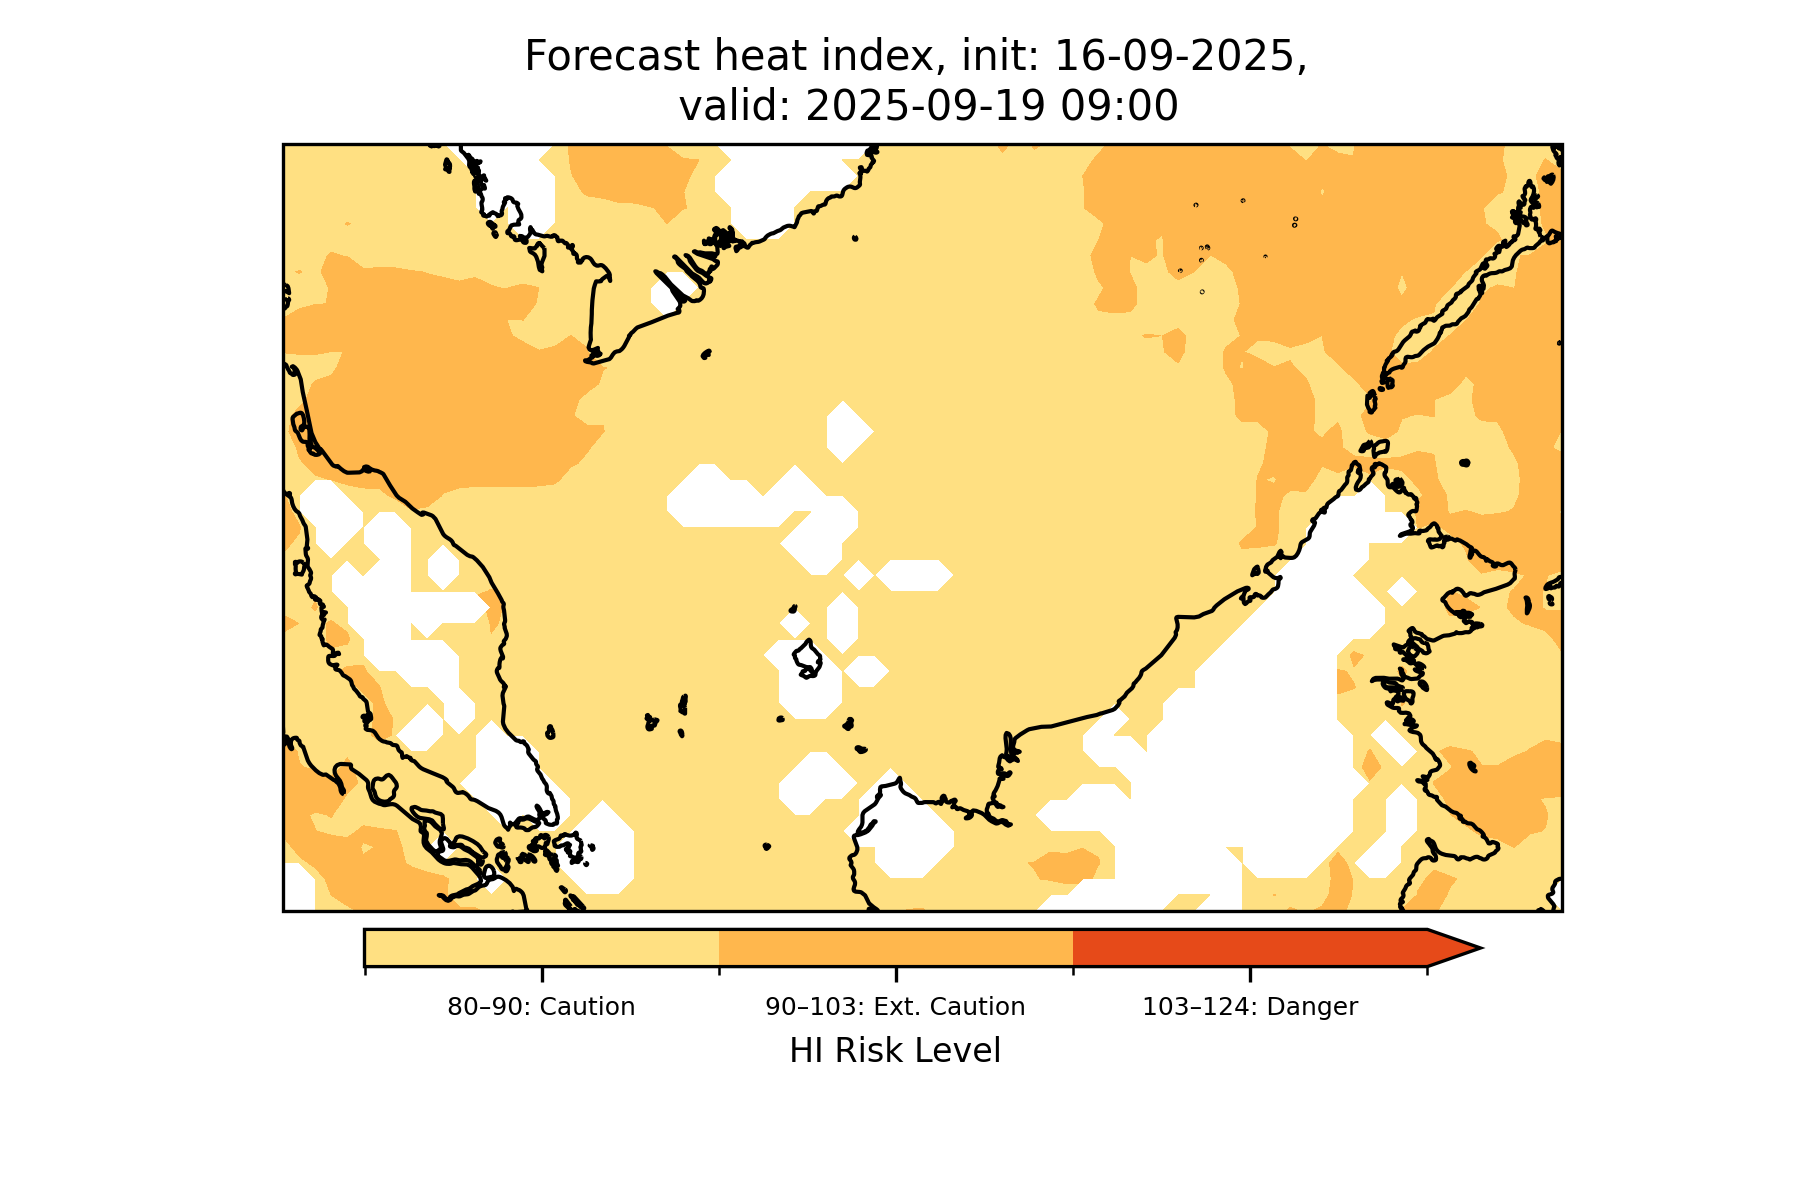 Forecast heat index, init: 16-09-2025,
valid: 2025-09-19 09:00
80–90: Caution
90–103: Ext. Caution
103–124: Danger
HI Risk Level